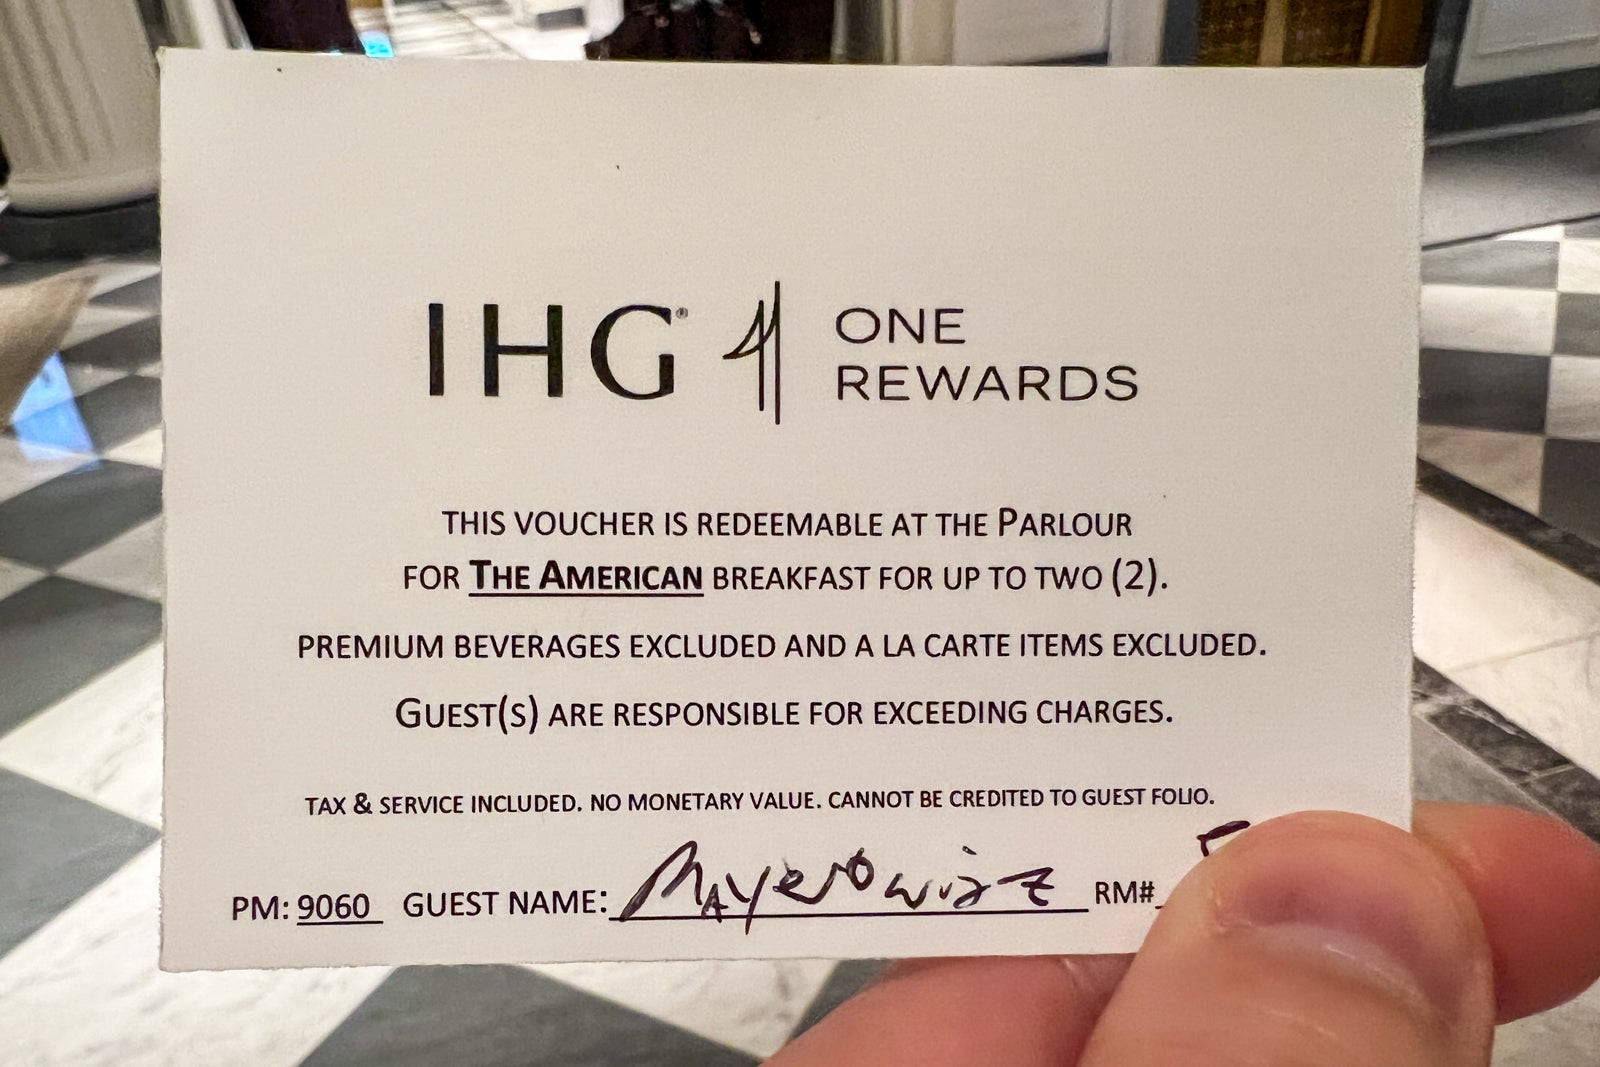 IHG® ONE
REWARDS
THIS VOUCHER IS REDEEMABLE AT THE PARLOUR
FOR THE AMERICAN BREAKFAST FOR UP TO TWO (2).
PREMIUM BEVERAGES EXCLUDED AND A LA CARTE ITEMS EXCLUDED.
GUEST(S) ARE RESPONSIBLE FOR EXCEEDING CHARGES.
TAX & SERVICE INCLUDED. NO MONETARY VALUE. CANNOT BE CREDITED TO GUEST FOLIO.
PM: 9060 GUEST NAME: Mayerowitz RM#